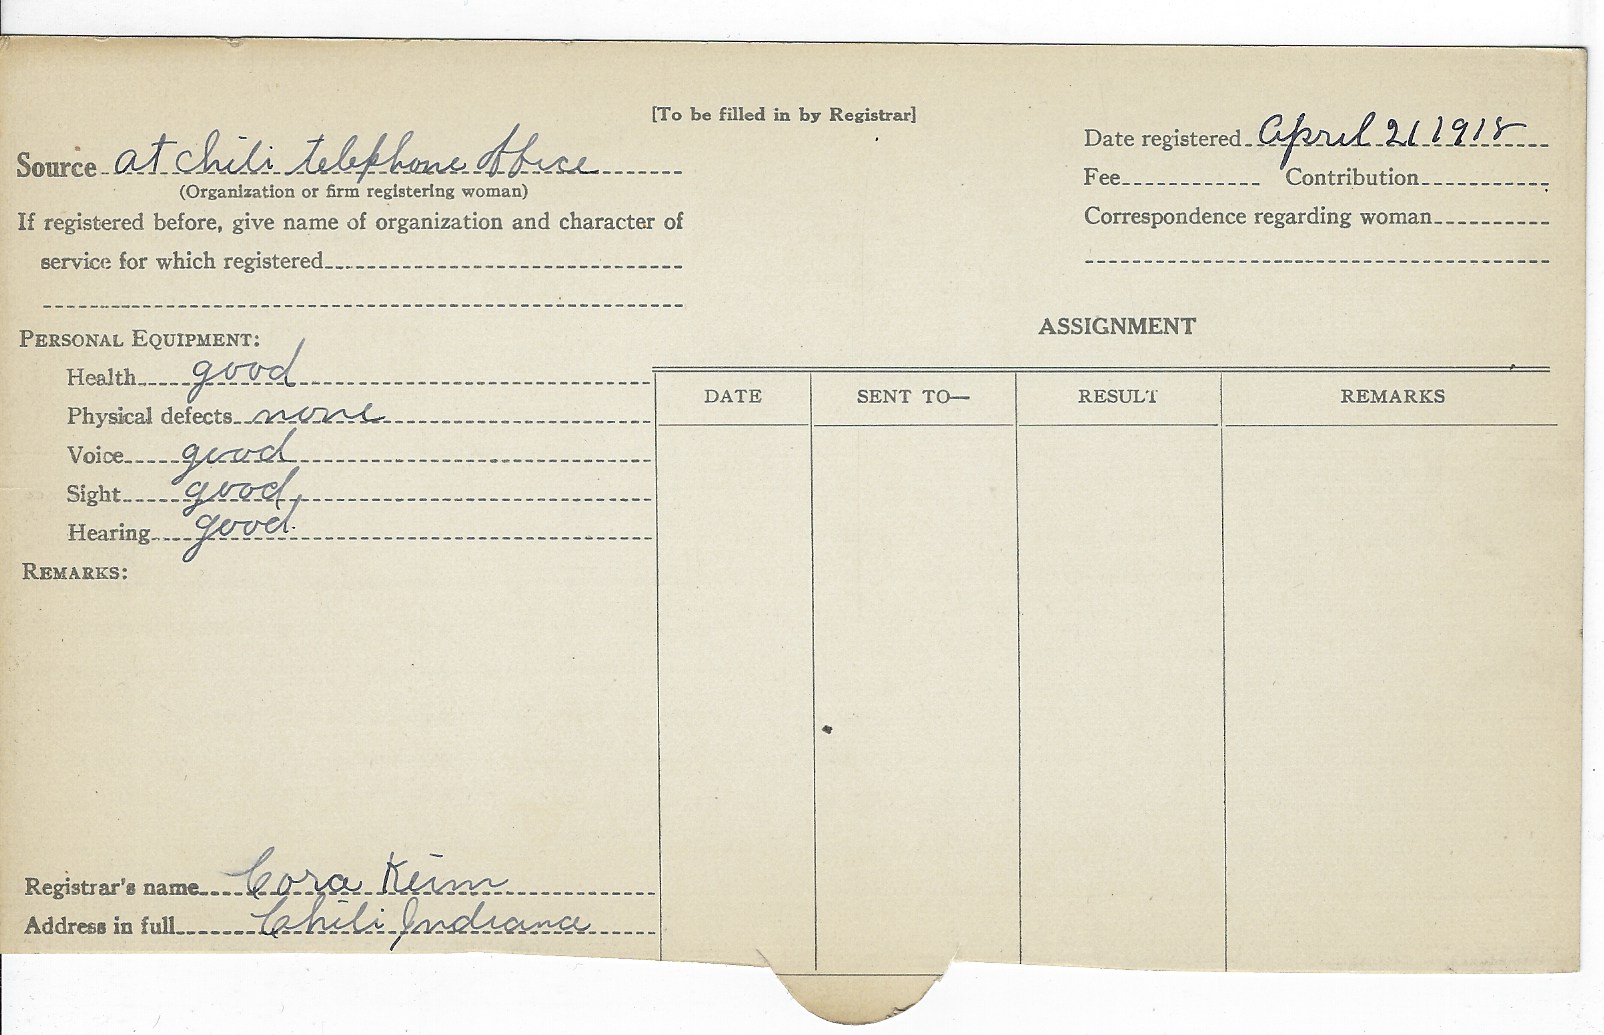 [To be filled in by Registrar]
Source at Chili telephone office
(Organization or firm registering woman)
If registered before, give name of organization and character of
service for which registered
Date registered April 21 1918
Fee Contribution
Correspondence regarding woman
PERSONAL EQUIPMENT:
Health good
Physical defects none
Voice good
Sight good
Hearing good.
REMARKS:
ASSIGNMENT
DATE SENT TO— RESULT REMARKS
Registrar's name Cora Keim
Address in full Chili Indiana